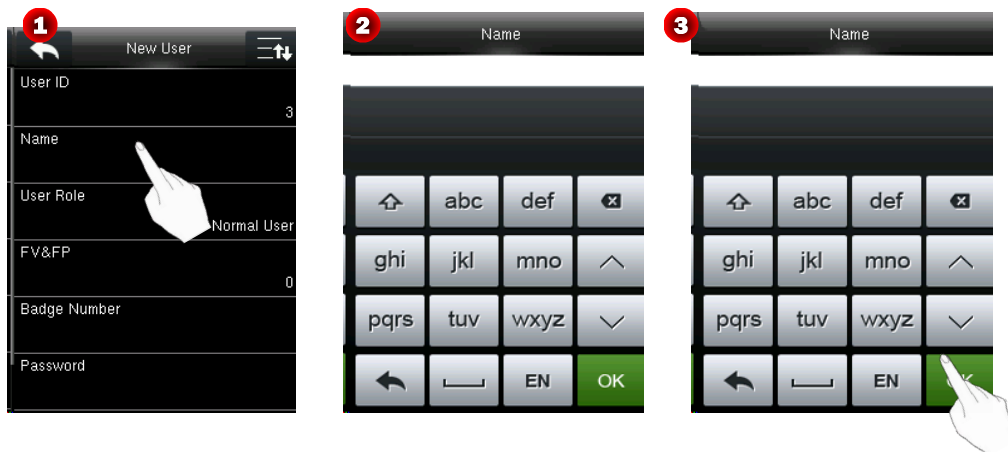 1
New User
User ID
3
Name
User Role
Normal User
FV&FP
0
Badge Number
Password
2
Name
abc def
ghi jkl mno
pqrs tuv wxyz
EN OK
3
Name
abc def
ghi jkl mno
pqrs tuv wxyz
EN